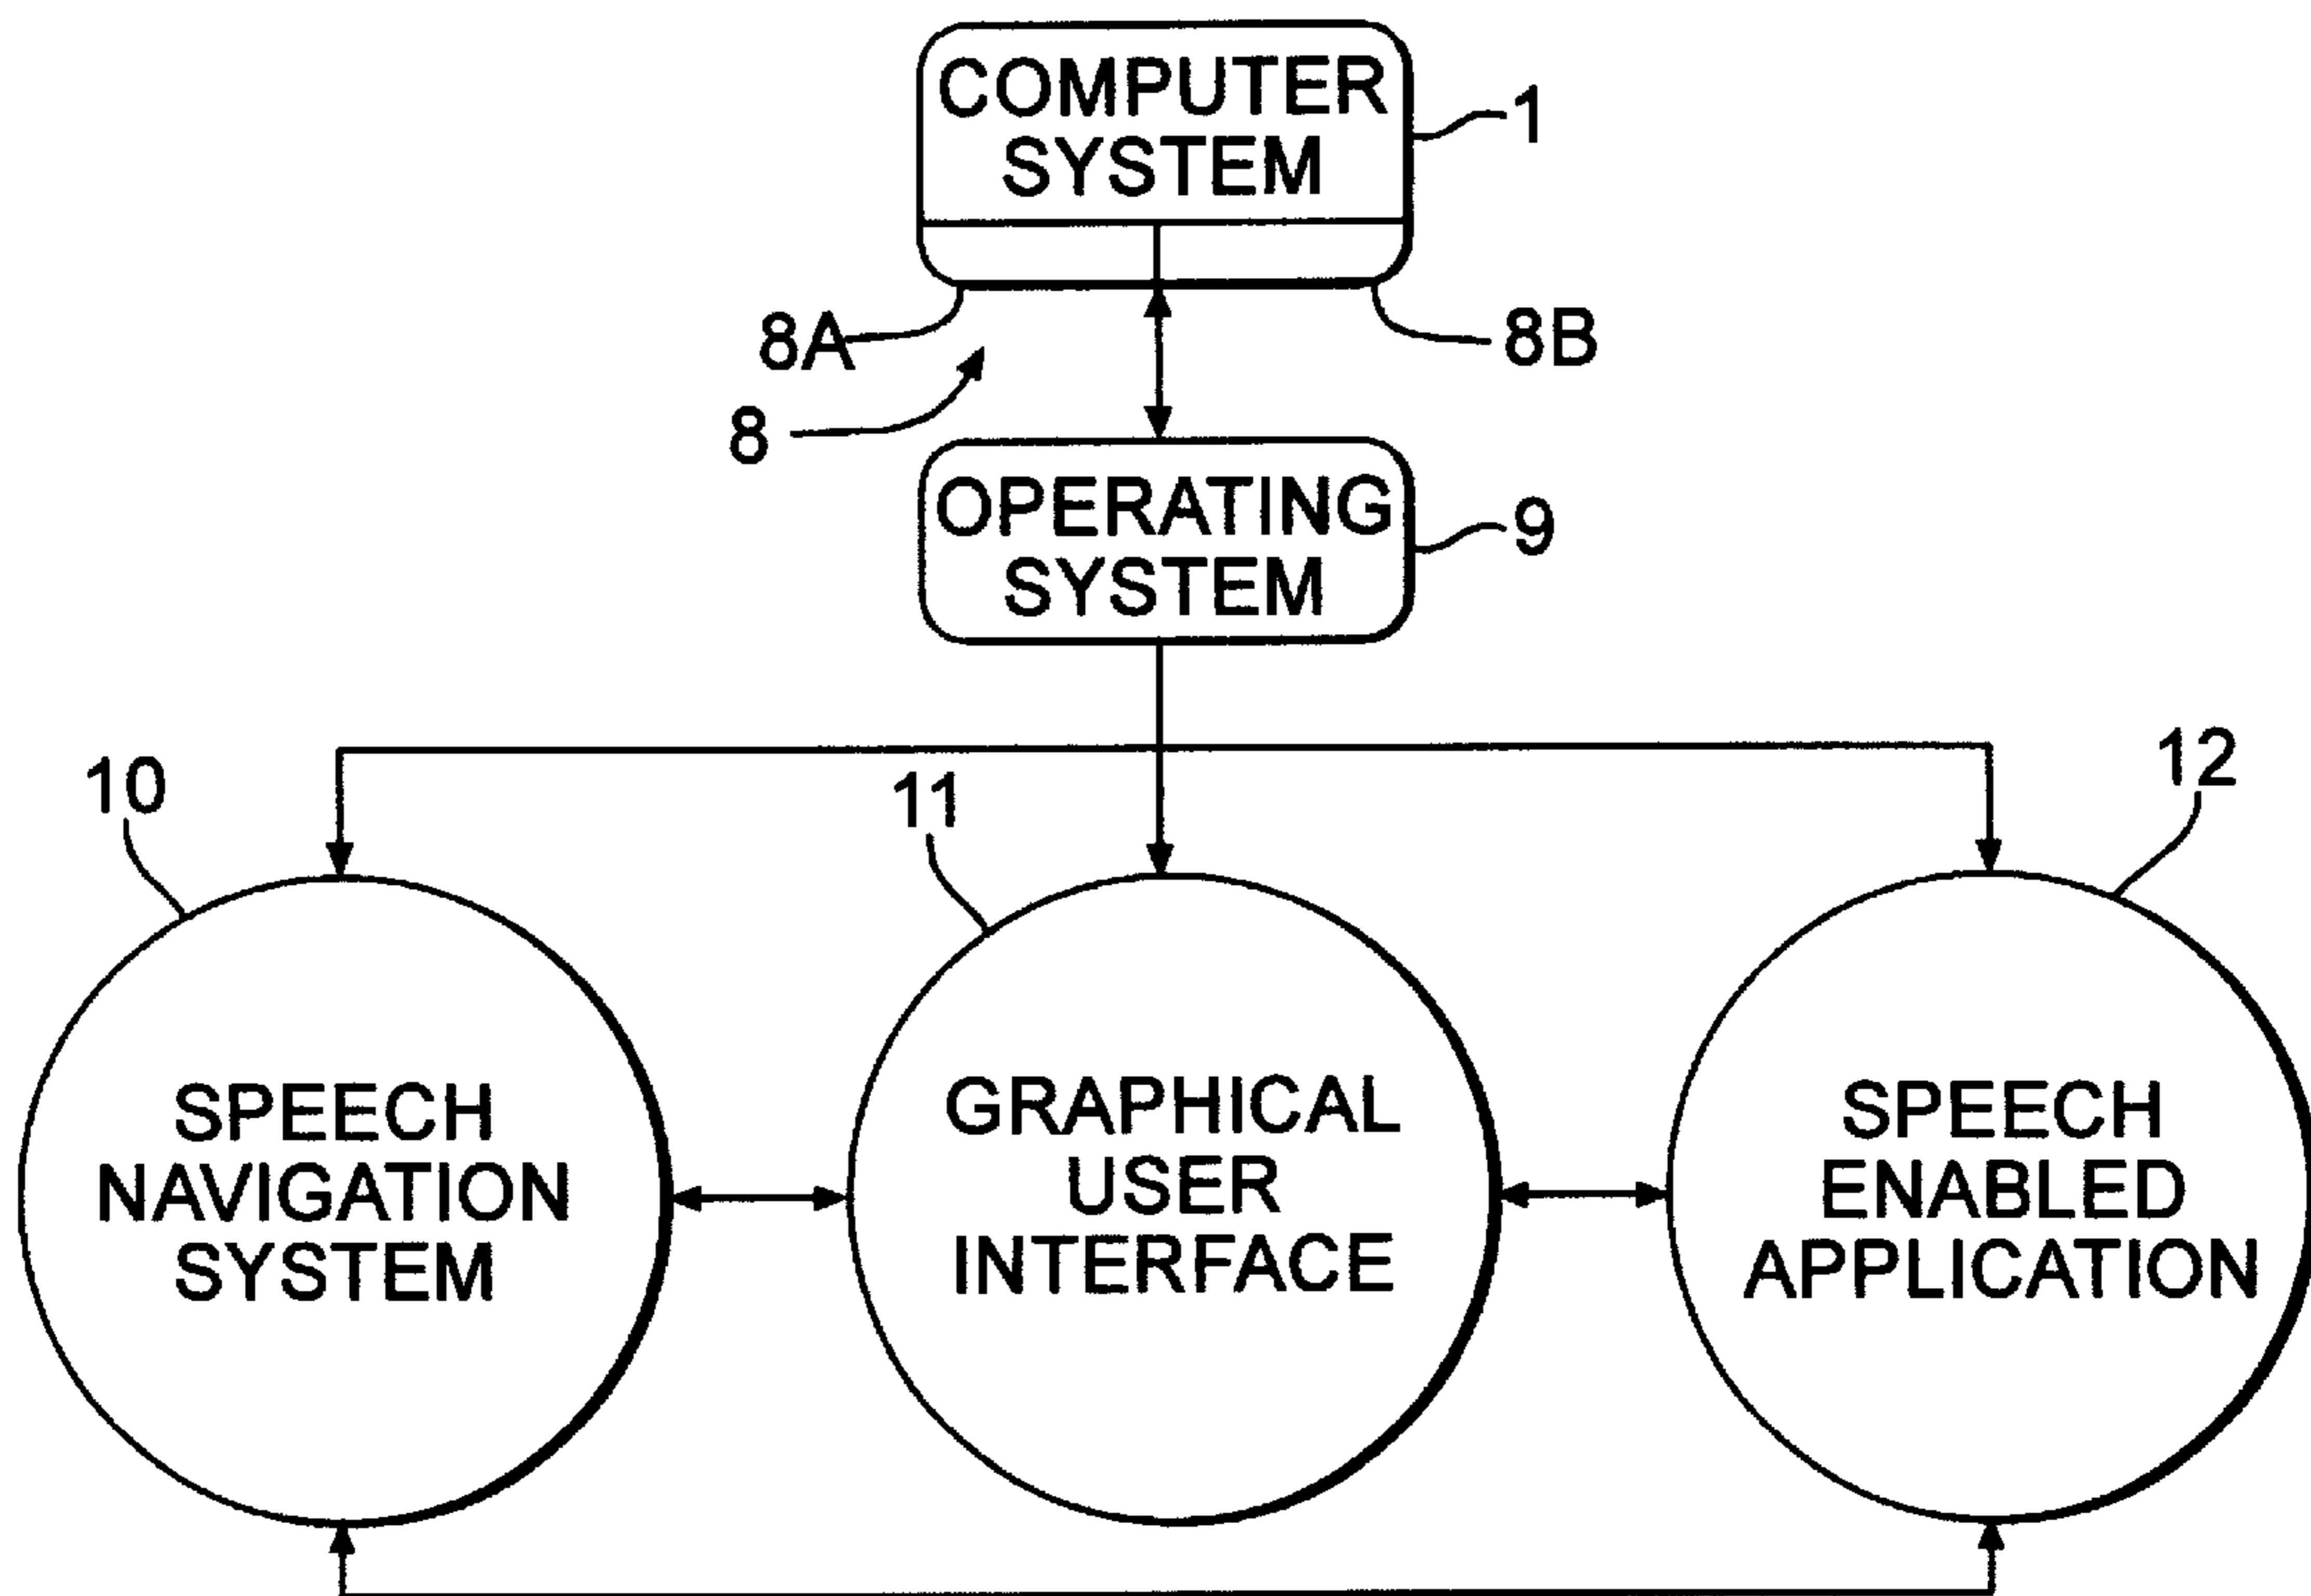 COMPUTER
SYSTEM
1
8A
8B
8
OPERATING
SYSTEM
9
10
11
12
SPEECH
NAVIGATION
SYSTEM
GRAPHICAL
USER
INTERFACE
SPEECH
ENABLED
APPLICATION